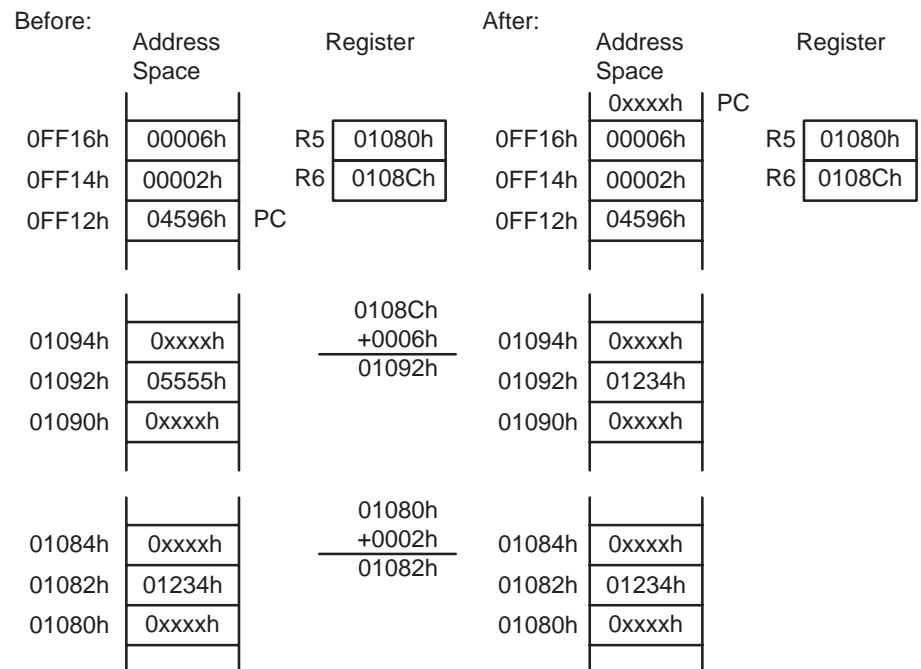 Before:
Address Space
Register
After:
Address Space
Register
0xxxxh PC
0FF16h 00006h R5 01080h 0FF16h 00006h R5 01080h
0FF14h 00002h R6 0108Ch 0FF14h 00002h R6 0108Ch
0FF12h 04596h PC 0FF12h 04596h
0108Ch
01094h 0xxxxh +0006h 01094h 0xxxxh
01092h 05555h 01092h 01092h 01234h
01090h 0xxxxh 01090h 0xxxxh
01080h
01084h 0xxxxh +0002h 01084h 0xxxxh
01082h 01234h 01082h 01082h 01234h
01080h 0xxxxh 01080h 0xxxxh